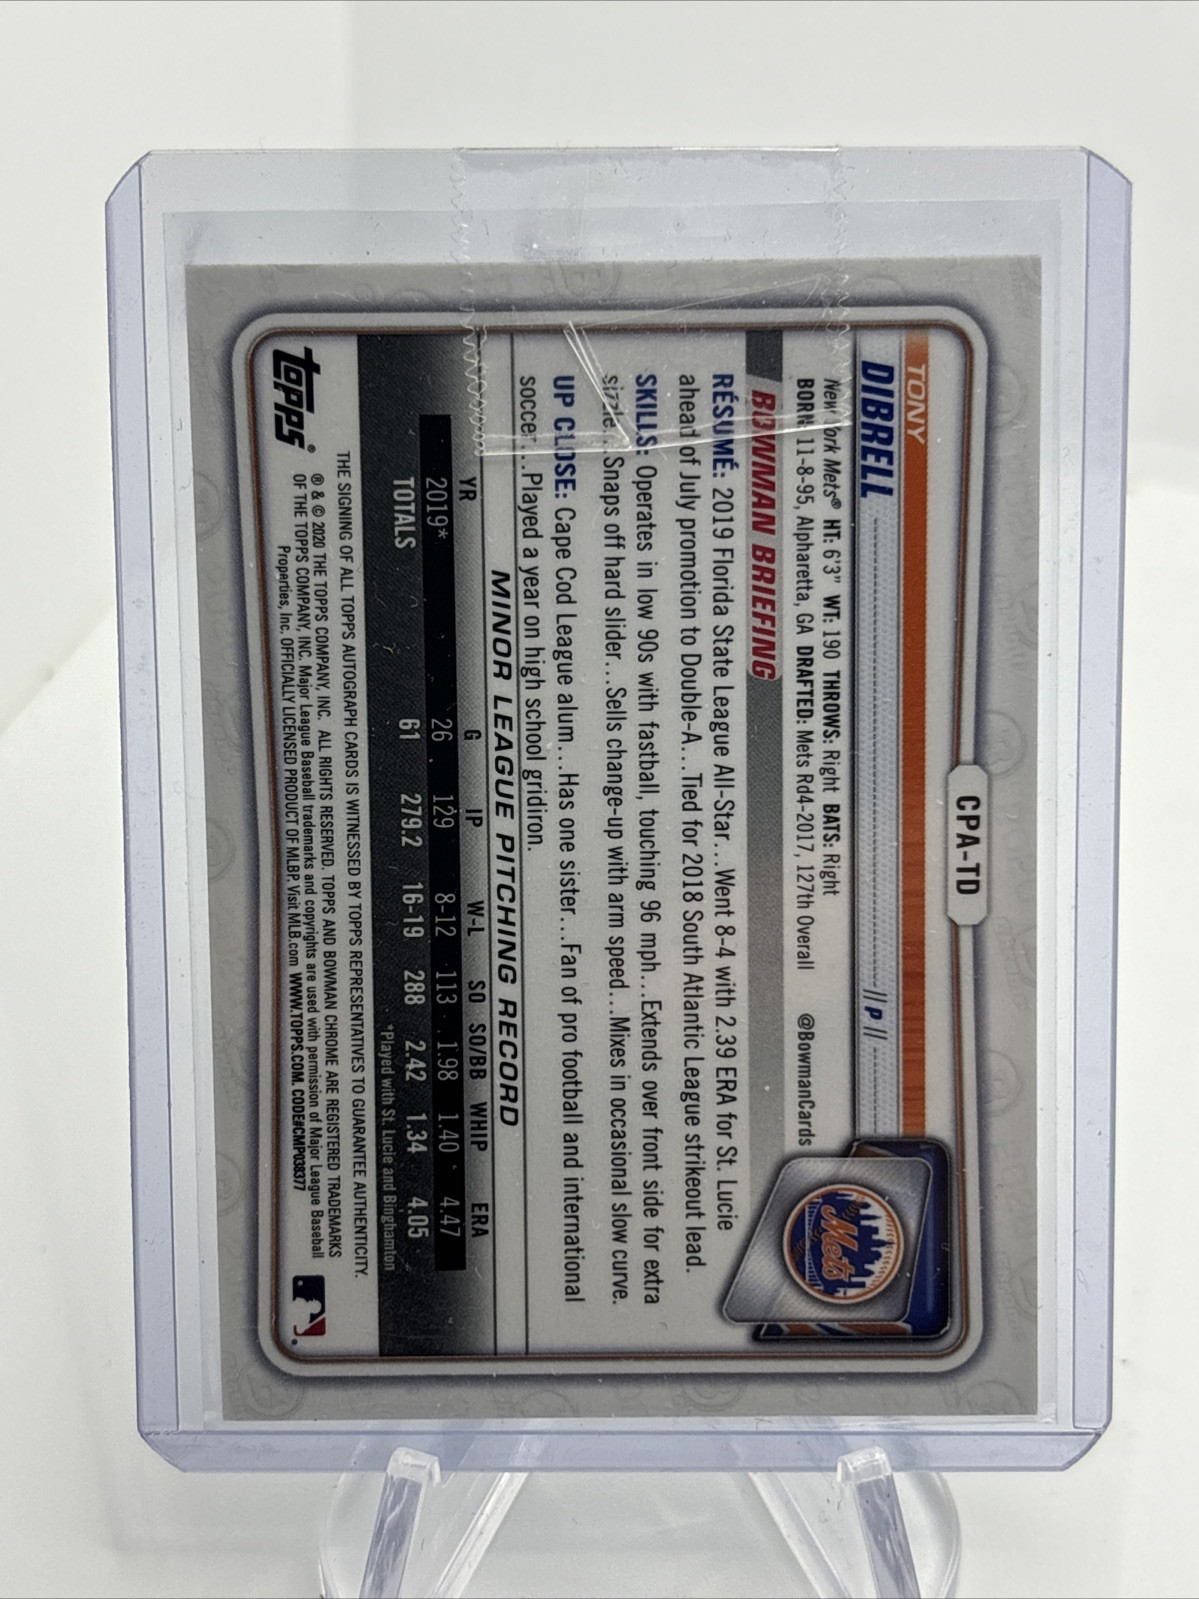 CPA-TD
TONY
DIBRELL
// P //
New York Mets® HT: 6'3" WT: 190 THROWS: Right BATS: Right
BORN: 11-8-95, Alpharetta, GA DRAFTED: Mets Rd4-2017, 127th Overall @BowmanCards
Mets
BOWMAN BRIEFING
RÉSUMÉ: 2019 Florida State League All-Star...Went 8-4 with 2.39 ERA for St. Lucie
ahead of July promotion to Double-A...Tied for 2018 South Atlantic League strikeout lead.
SKILLS: Operates in low 90s with fastball, touching 96 mph...Extends over front side for extra
sizzle...Snaps off hard slider...Sells change-up with arm speed...Mixes in occasional slow curve.
UP CLOSE: Cape Cod League alum...Has one sister...Fan of pro football and international
soccer...Played a year on high school gridiron.
MINOR LEAGUE PITCHING RECORD
YR G IP W-L SO SO/BB WHIP ERA
2019* 26 129 8-12 113 1.98 1.40 4.47
TOTALS 61 279.2 16-19 288 2.42 1.34 4.05
*Played with St. Lucie and Binghamton
THE SIGNING OF ALL TOPPS AUTOGRAPH CARDS IS WITNESSED BY TOPPS REPRESENTATIVES TO GUARANTEE AUTHENTICITY.
® & © 2020 THE TOPPS COMPANY, INC. ALL RIGHTS RESERVED. TOPPS AND BOWMAN CHROME ARE REGISTERED TRADEMARKS
OF THE TOPPS COMPANY, INC. Major League Baseball trademarks and copyrights are used with permission of Major League Baseball
Properties, Inc. OFFICIALLY LICENSED PRODUCT OF MLBP. Visit MLB.com WWW.TOPPS.COM. CODE#CMP038377
topps®